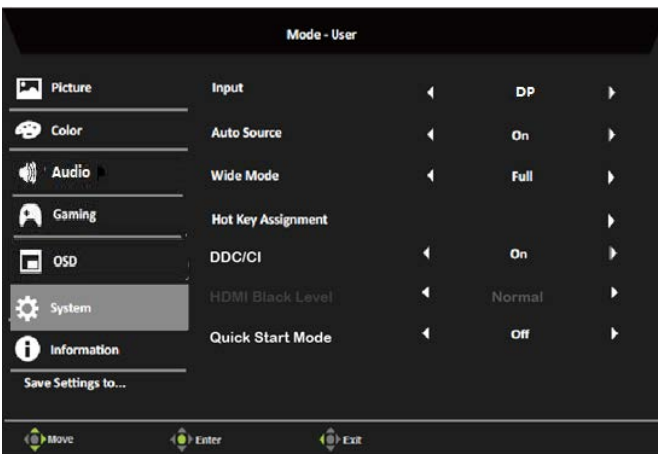 Mode - User
Picture
Input DP
Color
Auto Source On
Audio
Wide Mode Full
Gaming
Hot Key Assignment
OSD
DDC/CI On
System
HDMI Black Level Normal
Information
Quick Start Mode Off
Save Settings to...
Move Enter Exit